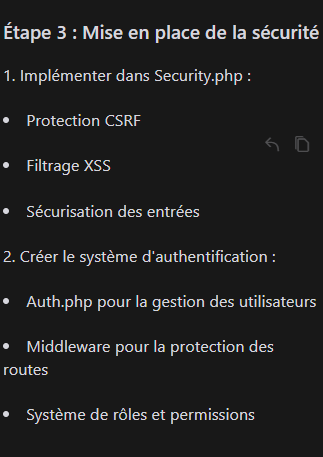 Étape 3 : Mise en place de la sécurité
1. Implémenter dans Security.php :
• Protection CSRF
• Filtrage XSS
• Sécurisation des entrées
2. Créer le système d'authentification :
• Auth.php pour la gestion des utilisateurs
• Middleware pour la protection des
routes
• Système de rôles et permissions